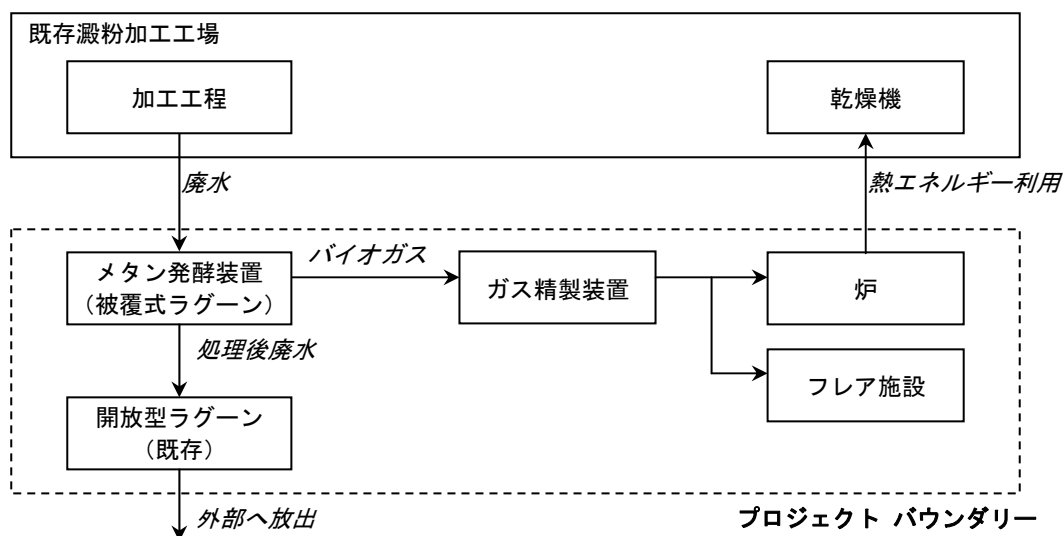 既存澱粉加工工場
加工工程
乾燥機
廃水
熱エネルギー利用
メタン発酵装置
（被覆式ラグーン）
バイオガス
ガス精製装置
炉
処理後廃水
フレア施設
開放型ラグーン
（既存）
外部へ放出
プロジェクト バウンダリー